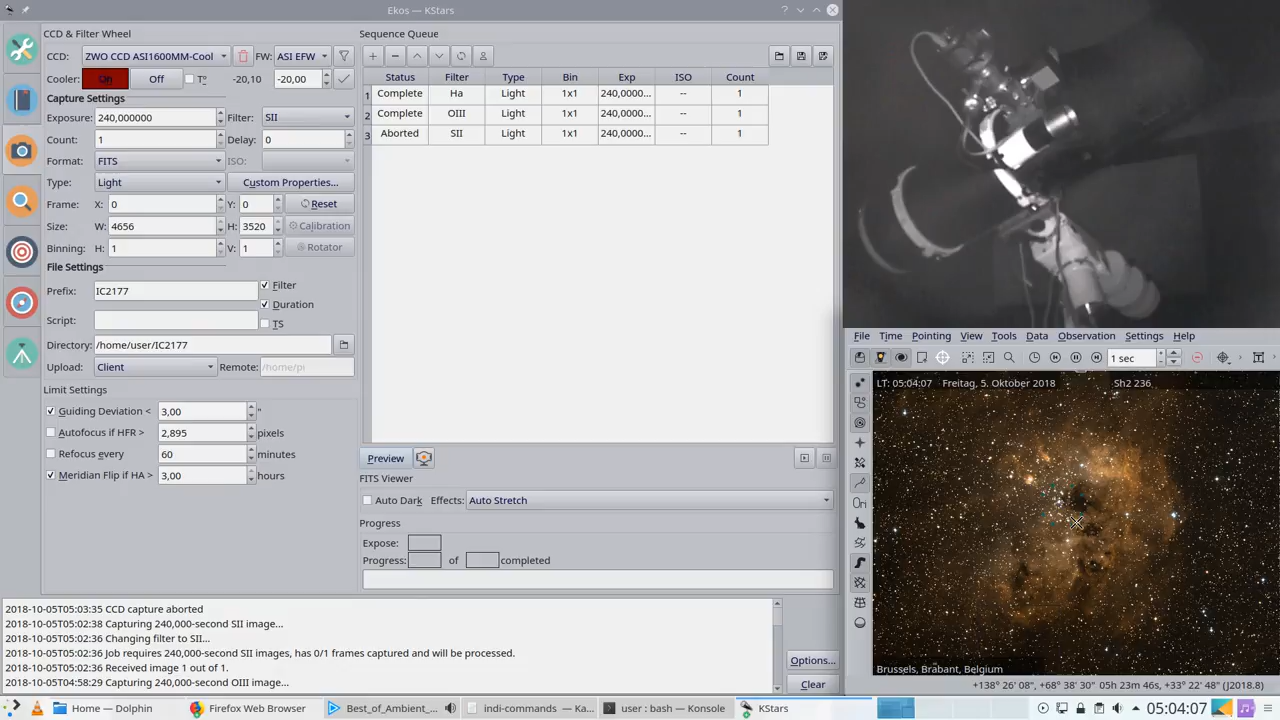 Ekos — KStars
CCD & Filter Wheel
CCD: ZWO CCD ASI1600MM-Cool FW: ASI EFW
Cooler: On Off T° -20,10 -20,00
Capture Settings
Exposure: 240,000000 Filter: SII
Count: 1 Delay: 0
Format: FITS ISO:
Type: Light Custom Properties...
Frame: X: 0 Y: 0 Reset
Size: W: 4656 H: 3520 Calibration
Binning: H: 1 V: 1 Rotator
File Settings
Prefix: IC2177 Filter
Duration
Script: TS
Directory: /home/user/IC2177
Upload: Client Remote: /home/pi
Limit Settings
Guiding Deviation < 3,00 "
Autofocus if HFR > 2,895 pixels
Refocus every 60 minutes
Meridian Flip if HA > 3,00 hours
Sequence Queue
Status Filter Type Bin Exp ISO Count
1 Complete Ha Light 1x1 240,0000... -- 1
2 Complete OIII Light 1x1 240,0000... -- 1
3 Aborted SII Light 1x1 240,0000... -- 1
Preview
FITS Viewer
Auto Dark Effects: Auto Stretch
Progress
Expose:
Progress: of completed
2018-10-05T05:03:35 CCD capture aborted
2018-10-05T05:02:38 Capturing 240,000-second SII image...
2018-10-05T05:02:36 Changing filter to SII...
2018-10-05T05:02:36 Job requires 240,000-second SII images, has 0/1 frames captured and will be processed.
2018-10-05T05:02:36 Received image 1 out of 1.
2018-10-05T04:58:29 Capturing 240,000-second OIII image...
Options...
Clear
File Time Pointing View Tools Data Observation Settings Help
1 sec
LT: 05:04:07 Freitag, 5. Oktober 2018 Sh2 236
Brussels, Brabant, Belgium
+138° 26' 08", +68° 38' 30" 05h 23m 46s, +33° 22' 48" (J2018.8)
Home — Dolphin Firefox Web Browser Best_of_Ambient_... indi-commands — Ka... user : bash — Konsole KStars 05:04:07